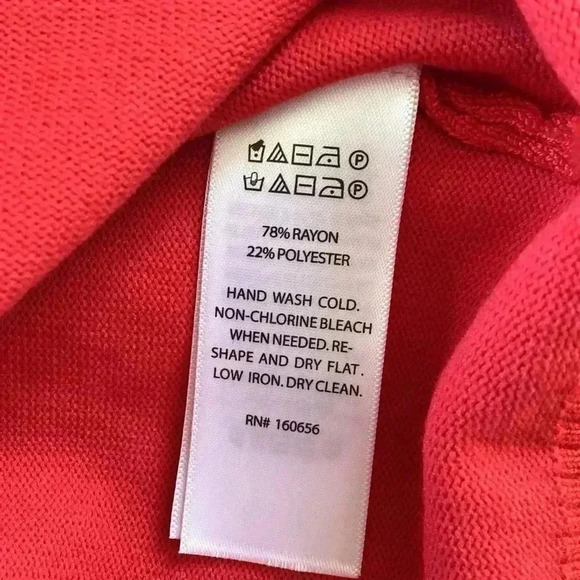 P
P
78% RAYON
22% POLYESTER
HAND WASH COLD.
NON-CHLORINE BLEACH
WHEN NEEDED. RE-
SHAPE AND DRY FLAT.
LOW IRON. DRY CLEAN.
RN# 160656